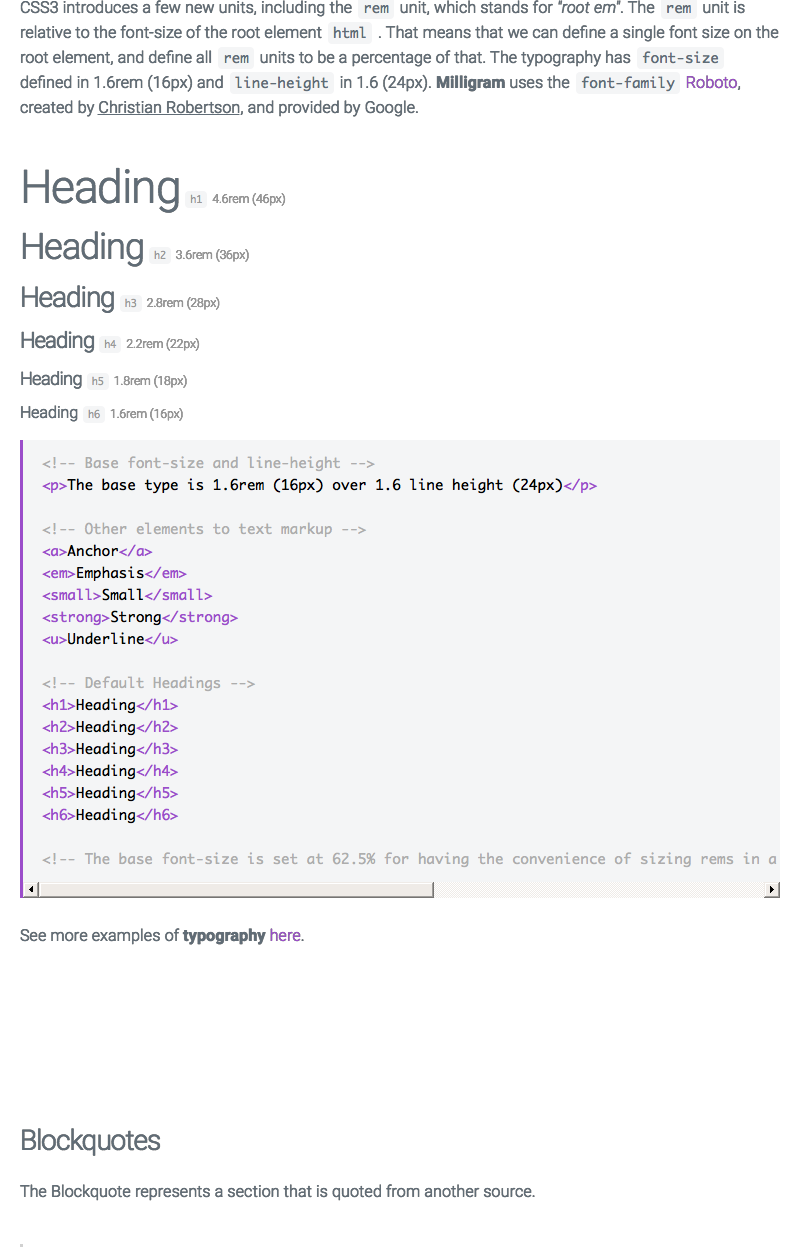 CSS3 introduces a few new units, including the rem unit, which stands for "root em". The rem unit is
relative to the font-size of the root element html . That means that we can define a single font size on the
root element, and define all rem units to be a percentage of that. The typography has font-size
defined in 1.6rem (16px) and line-height in 1.6 (24px). Milligram uses the font-family Roboto,
created by Christian Robertson, and provided by Google.
Heading h1 4.6rem (46px)
Heading h2 3.6rem (36px)
Heading h3 2.8rem (28px)
Heading h4 2.2rem (22px)
Heading h5 1.8rem (18px)
Heading h6 1.6rem (16px)
<!-- Base font-size and line-height -->
<p>The base type is 1.6rem (16px) over 1.6 line height (24px)</p>
<!-- Other elements to text markup -->
<a>Anchor</a>
<em>Emphasis</em>
<small>Small</small>
<strong>Strong</strong>
<u>Underline</u>
<!-- Default Headings -->
<h1>Heading</h1>
<h2>Heading</h2>
<h3>Heading</h3>
<h4>Heading</h4>
<h5>Heading</h5>
<h6>Heading</h6>
<!-- The base font-size is set at 62.5% for having the convenience of sizing rems in a
See more examples of typography here.
Blockquotes
The Blockquote represents a section that is quoted from another source.